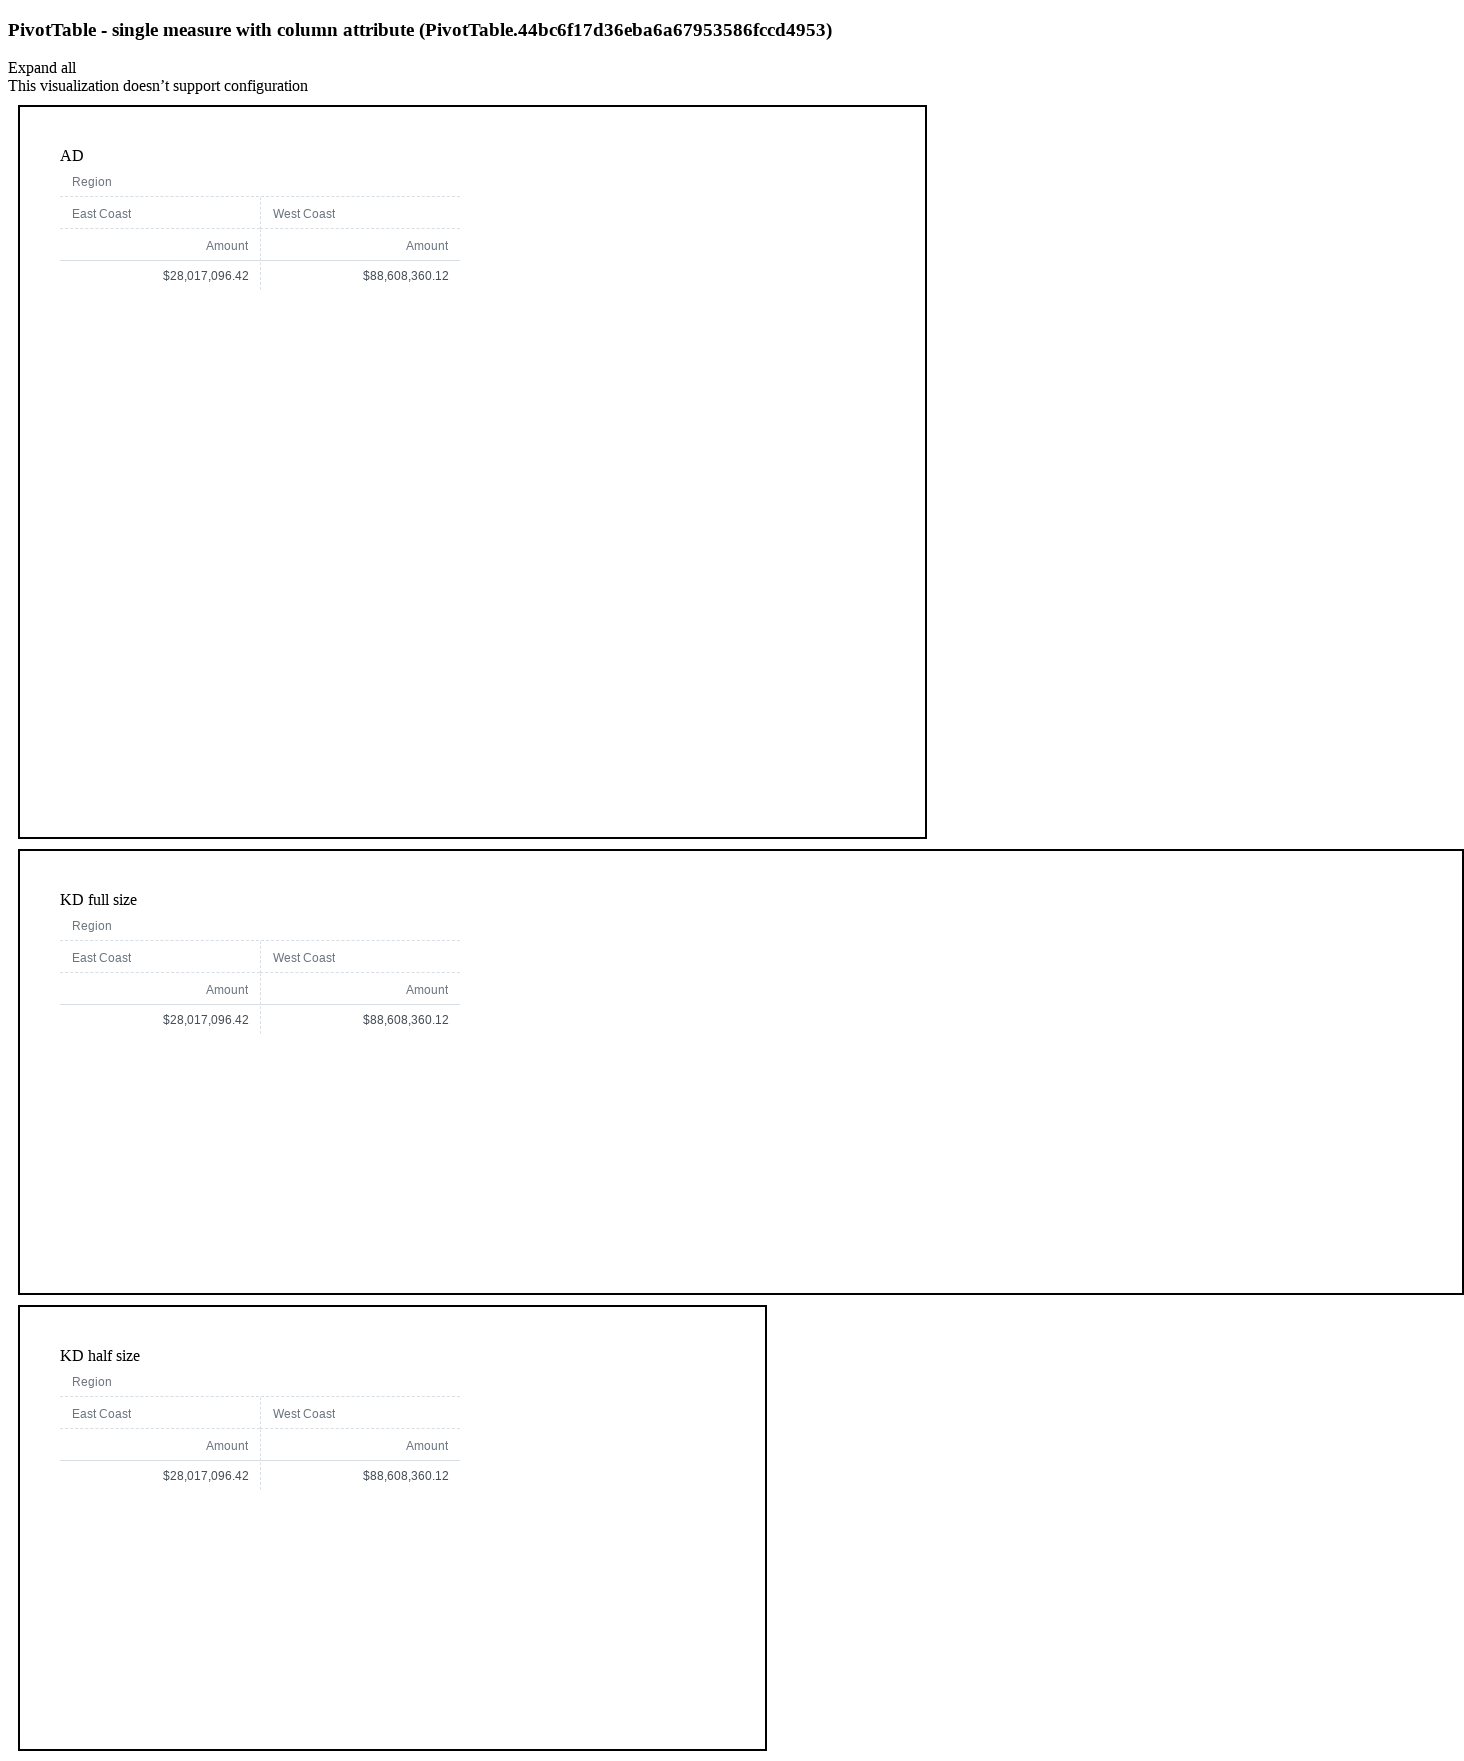 PivotTable - single measure with column attribute (PivotTable.44bc6f17d36eba6a67953586fccd4953)
Expand all
This visualization doesn’t support configuration
AD
Region
East Coast West Coast
Amount Amount
$28,017,096.42 $88,608,360.12
KD full size
Region
East Coast West Coast
Amount Amount
$28,017,096.42 $88,608,360.12
KD half size
Region
East Coast West Coast
Amount Amount
$28,017,096.42 $88,608,360.12